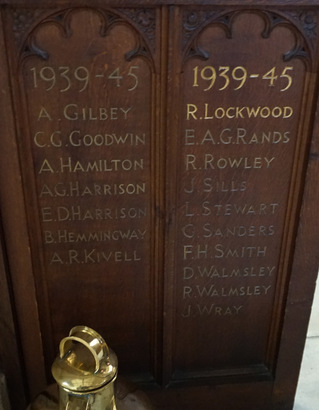 1939-45
A. GILBEY
C.G. GOODWIN
A. HAMILTON
A.G. HARRISON
E.D. HARRISON
B. HEMMINGWAY
A.R. KIVELL
1939-45
R. LOCKWOOD
E.A.G. RANDS
R. ROWLEY
J. SILLS
L. STEWART
C. SANDERS
F.H. SMITH
D. WALMSLEY
R. WALMSLEY
J. WRAY